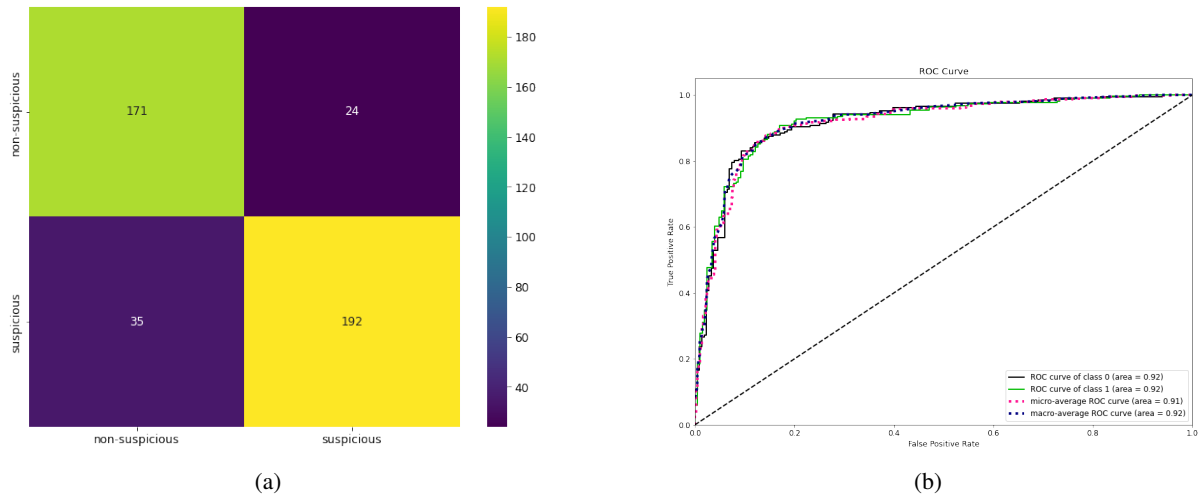 non-suspicious
suspicious
171
24
35
192
non-suspicious
suspicious
180
160
140
120
100
80
60
40
(a)
ROC Curve
True Positive Rate
1.0
0.8
0.6
0.4
0.2
0.0
0.0
0.2
0.4
0.6
0.8
1.0
False Positive Rate
ROC curve of class 0 (area = 0.92)
ROC curve of class 1 (area = 0.92)
micro-average ROC curve (area = 0.91)
macro-average ROC curve (area = 0.92)
(b)